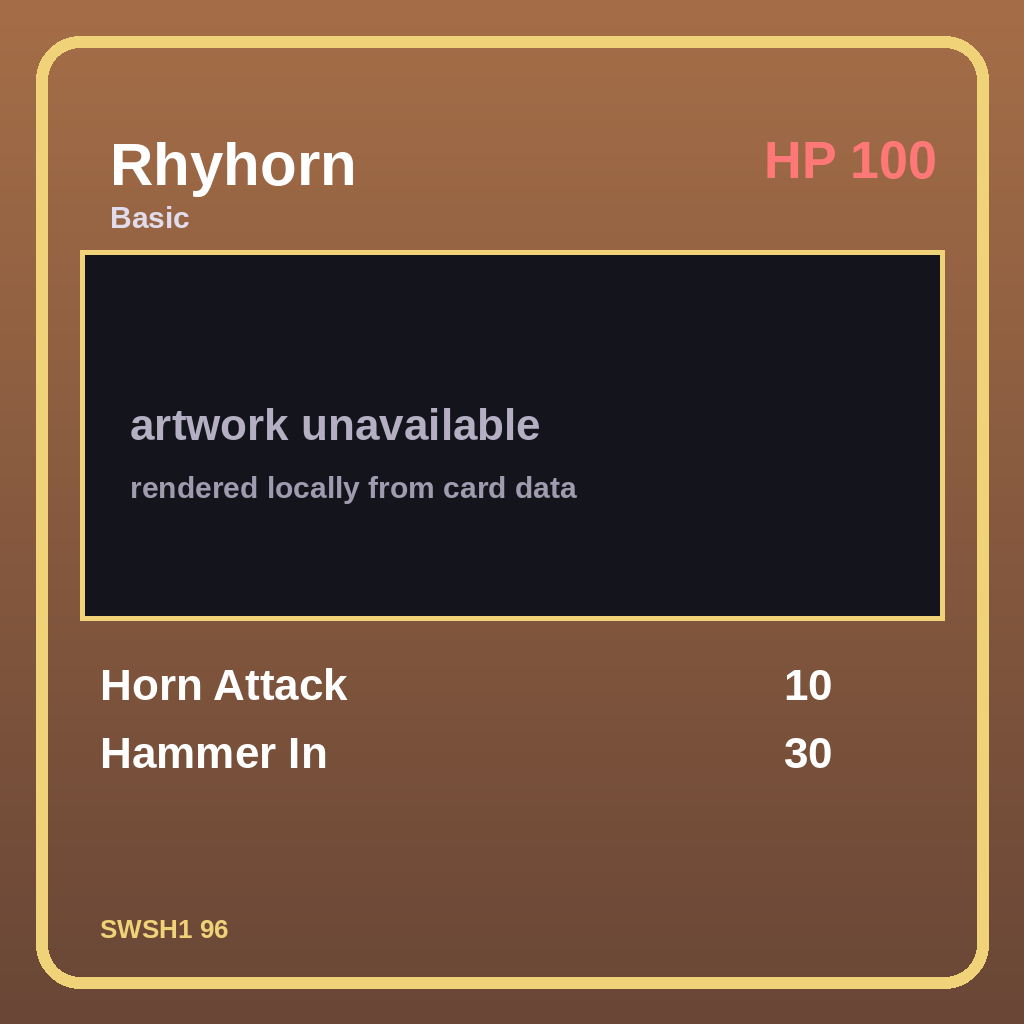 Rhyhorn
HP 100
Basic
artwork unavailable
rendered locally from card data
Horn Attack 10
Hammer In 30
SWSH1 96